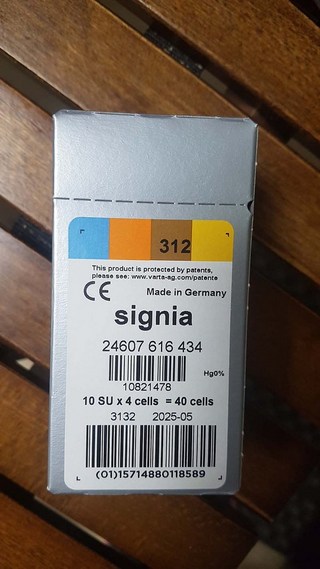 312
This product is protected by patents,
please see: www.varta-ag.com/patente
CE Made in Germany
signia
24607 616 434
Hg0%
10821478
10 SU x 4 cells = 40 cells
3132 2025-05
(01)15714880118589